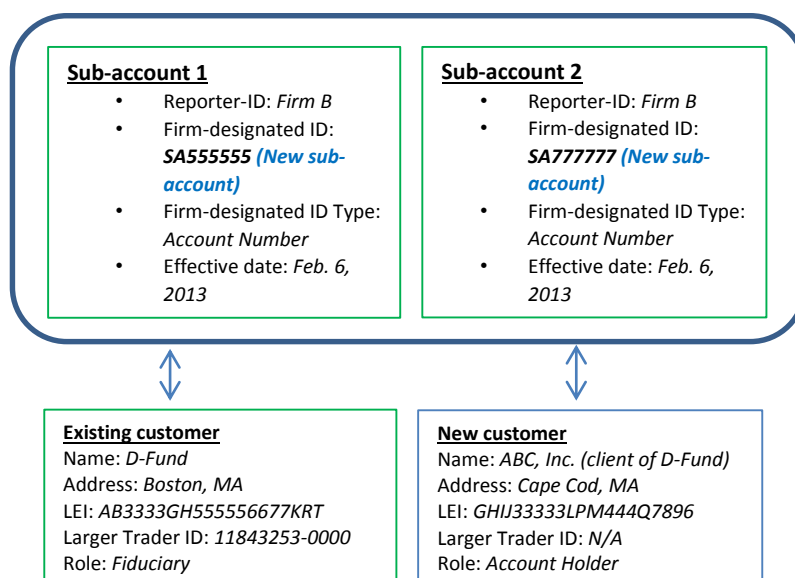 Sub-account 1
• Reporter-ID: Firm B
• Firm-designated ID:
SA555555 (New sub-
account)
• Firm-designated ID Type:
Account Number
• Effective date: Feb. 6,
2013
Sub-account 2
• Reporter-ID: Firm B
• Firm-designated ID:
SA777777 (New sub-
account)
• Firm-designated ID Type:
Account Number
• Effective date: Feb. 6,
2013
Existing customer
Name: D-Fund
Address: Boston, MA
LEI: AB3333GH555556677KRT
Larger Trader ID: 11843253-0000
Role: Fiduciary
New customer
Name: ABC, Inc. (client of D-Fund)
Address: Cape Cod, MA
LEI: GHIJ33333LPM444Q7896
Larger Trader ID: N/A
Role: Account Holder